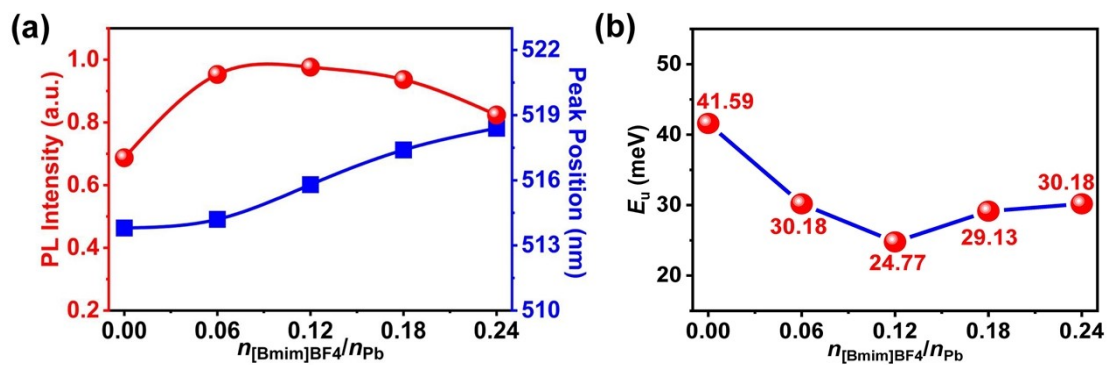 (a)
PL Intensity (a.u.)
1.0
0.8
0.6
0.4
0.2
0.00 0.06 0.12 0.18 0.24
n[Bmim]BF4/nPb
522
519
516
513
510
Peak Position (nm)
(b)
Eu (meV)
50
40
30
20
41.59
30.18
24.77
29.13
30.18
0.00 0.06 0.12 0.18 0.24
n[Bmim]BF4/nPb